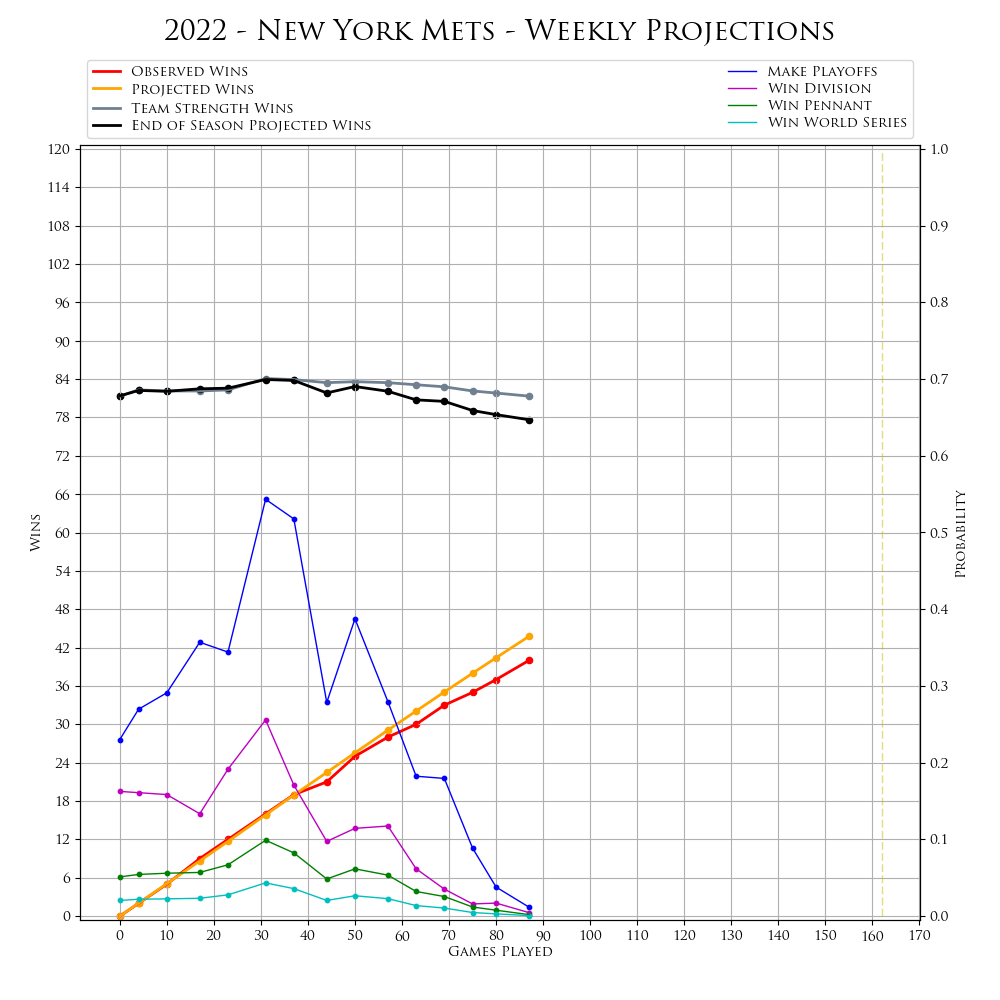 2022 - New York Mets - Weekly Projections
Observed Wins
Projected Wins
Team Strength Wins
End of Season Projected Wins
Make Playoffs
Win Division
Win Pennant
Win World Series
120
114
108
102
96
90
84
78
72
66
60
54
48
42
36
30
24
18
12
6
0
Wins
1.0
0.9
0.8
0.7
0.6
0.5
0.4
0.3
0.2
0.1
0.0
Probability
0 10 20 30 40 50 60 70 80 90 100 110 120 130 140 150 160 170
Games Played